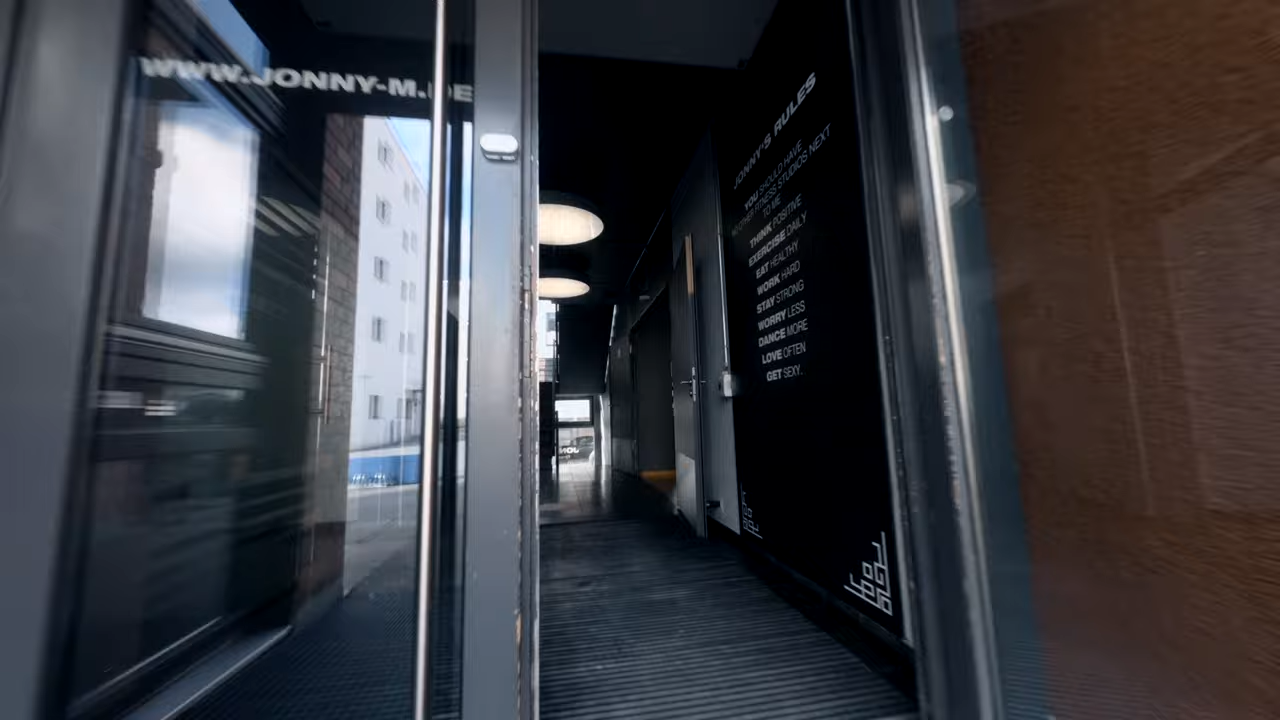 WWW.JONNY-M.DE
JONNY'S RULES
YOU SHOULD HAVE
NO OTHER FITNESS STUDIOS NEXT
TO ME
THINK POSITIVE
EXERCISE DAILY
EAT HEALTHY
WORK HARD
STAY STRONG
WORRY LESS
DANCE MORE
LOVE OFTEN
GET SEXY.